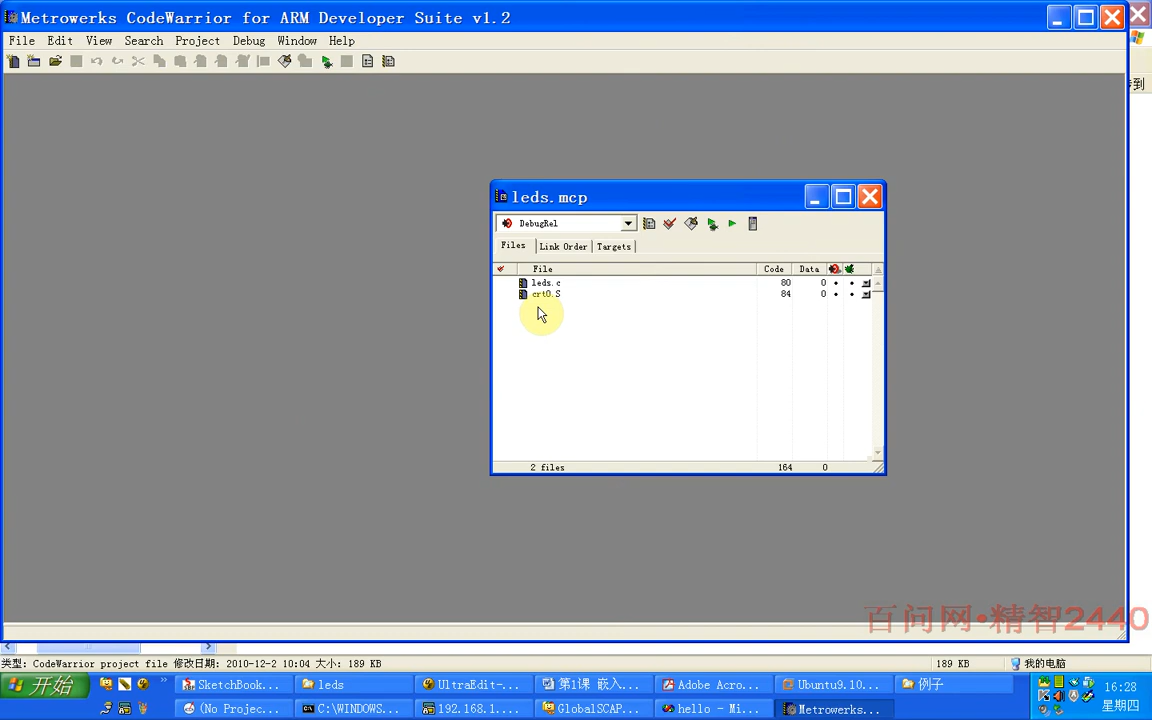 Metrowerks CodeWarrior for ARM Developer Suite v1.2
File Edit View Search Project Debug Window Help
到
leds.mcp
DebugRel
Files Link Order Targets
File Code Data
leds.c 80 0
crt0.S 84 0
2 files 164 0
百问网·精智2440
类型: CodeWarrior project file 修改日期: 2010-12-2 10:04 大小: 189 KB 189 KB 我的电脑
开始 SketchBook... leds UltraEdit-... 第1课 嵌入... Adobe Acro... Ubuntu9.10... 例子 16:28
(No Projec... C:\WINDOWS... 192.168.1.... GlobalSCAP... hello - Mi... Metrowerks... 星期四